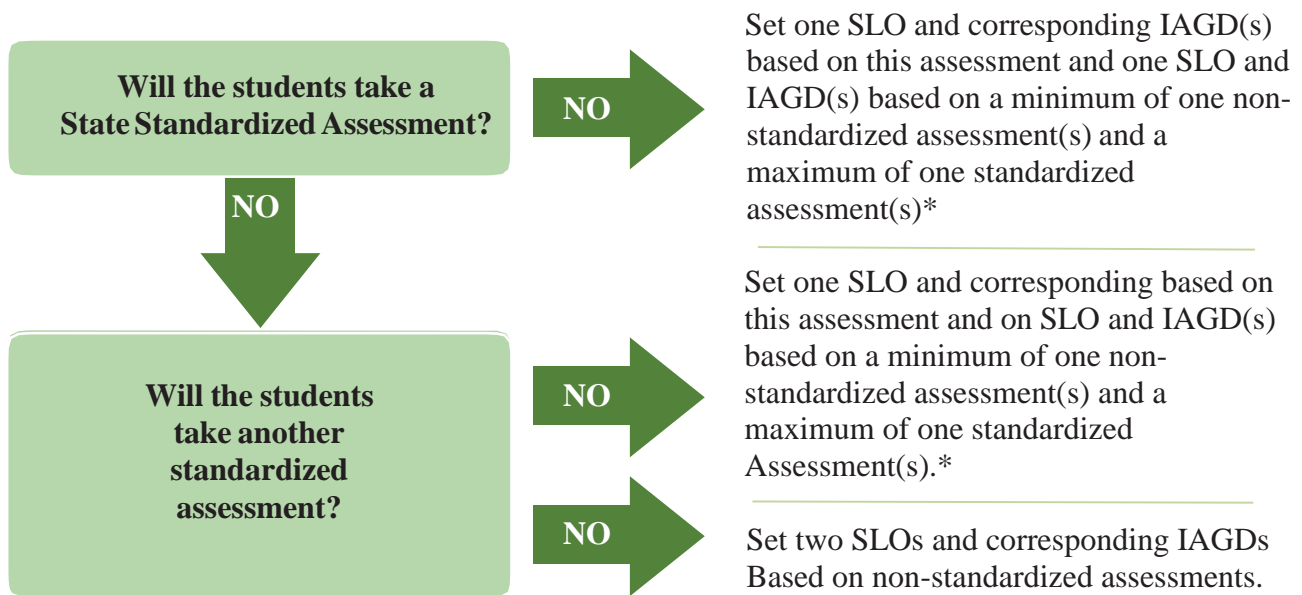 Will the students take a
State Standardized Assessment?
NO
Set one SLO and corresponding IAGD(s)
based on this assessment and one SLO and
IAGD(s) based on a minimum of one non-
standardized assessment(s) and a
maximum of one standardized
assessment(s)*
NO
Will the students
take another
standardized
assessment?
NO
Set one SLO and corresponding based on
this assessment and on SLO and IAGD(s)
based on a minimum of one non-
standardized assessment(s) and a
maximum of one standardized
Assessment(s).*
NO
Set two SLOs and corresponding IAGDs
Based on non-standardized assessments.